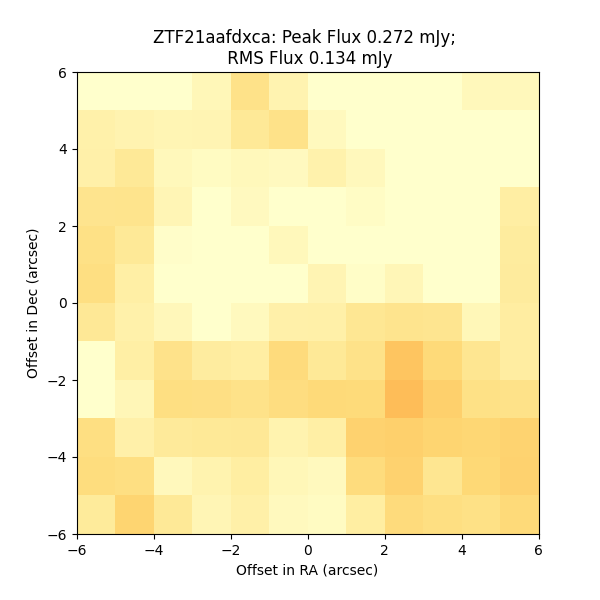 ZTF21aafdxca: Peak Flux 0.272 mJy;
RMS Flux 0.134 mJy
6
4
2
0
−2
−4
−6
Offset in Dec (arcsec)
−6 −4 −2 0 2 4 6
Offset in RA (arcsec)